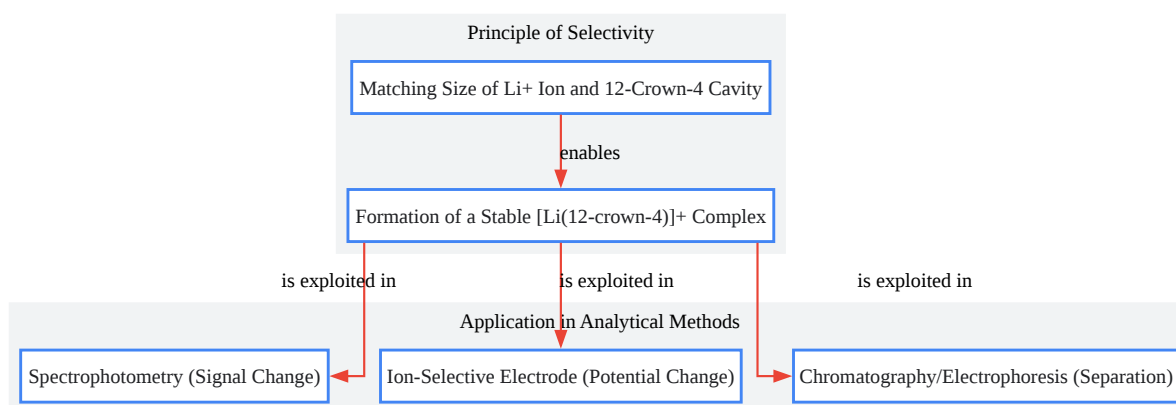 Principle of Selectivity
Matching Size of Li+ Ion and 12-Crown-4 Cavity
enables
Formation of a Stable [Li(12-crown-4)]+ Complex
is exploited in
is exploited in
is exploited in
Application in Analytical Methods
Spectrophotometry (Signal Change)
Ion-Selective Electrode (Potential Change)
Chromatography/Electrophoresis (Separation)